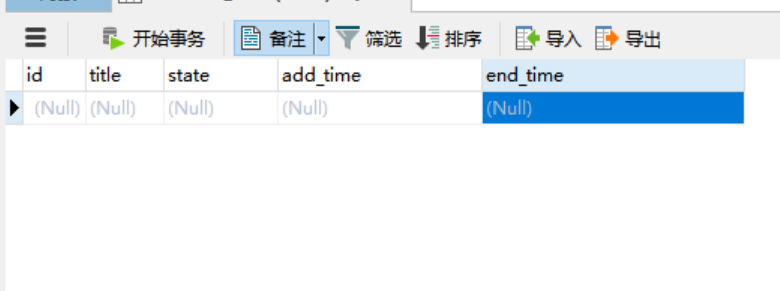 开始事务 备注 筛选 排序 导入 导出
id title state add_time end_time
(Null) (Null) (Null) (Null) (Null)